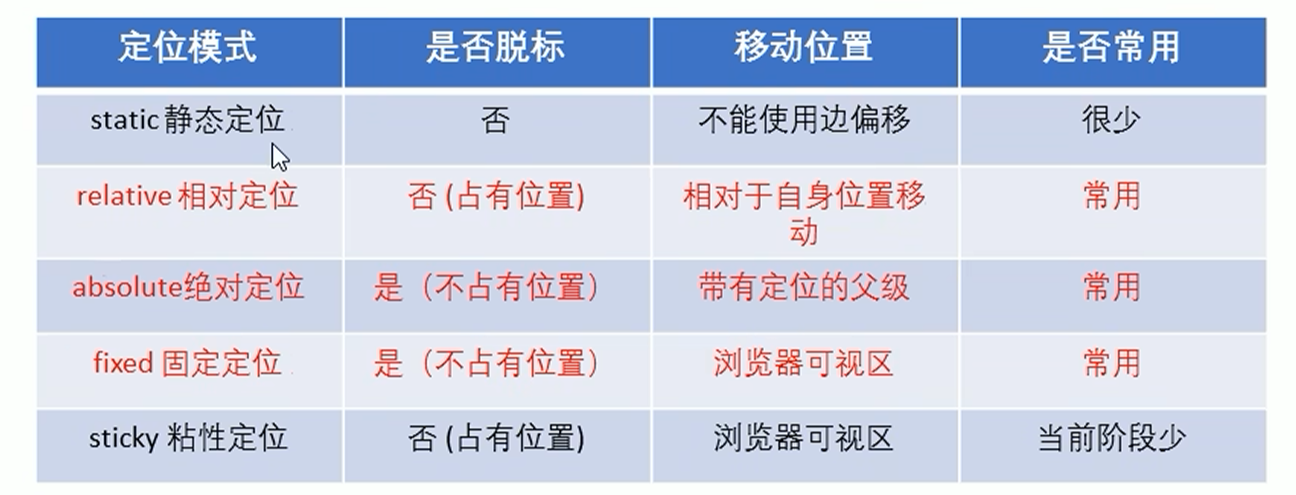 定位模式 是否脱标 移动位置 是否常用
static 静态定位 否 不能使用边偏移 很少
relative 相对定位 否 (占有位置) 相对于自身位置移 常用
动
absolute绝对定位 是（不占有位置） 带有定位的父级 常用
fixed 固定定位 是（不占有位置） 浏览器可视区 常用
sticky 粘性定位 否 (占有位置) 浏览器可视区 当前阶段少